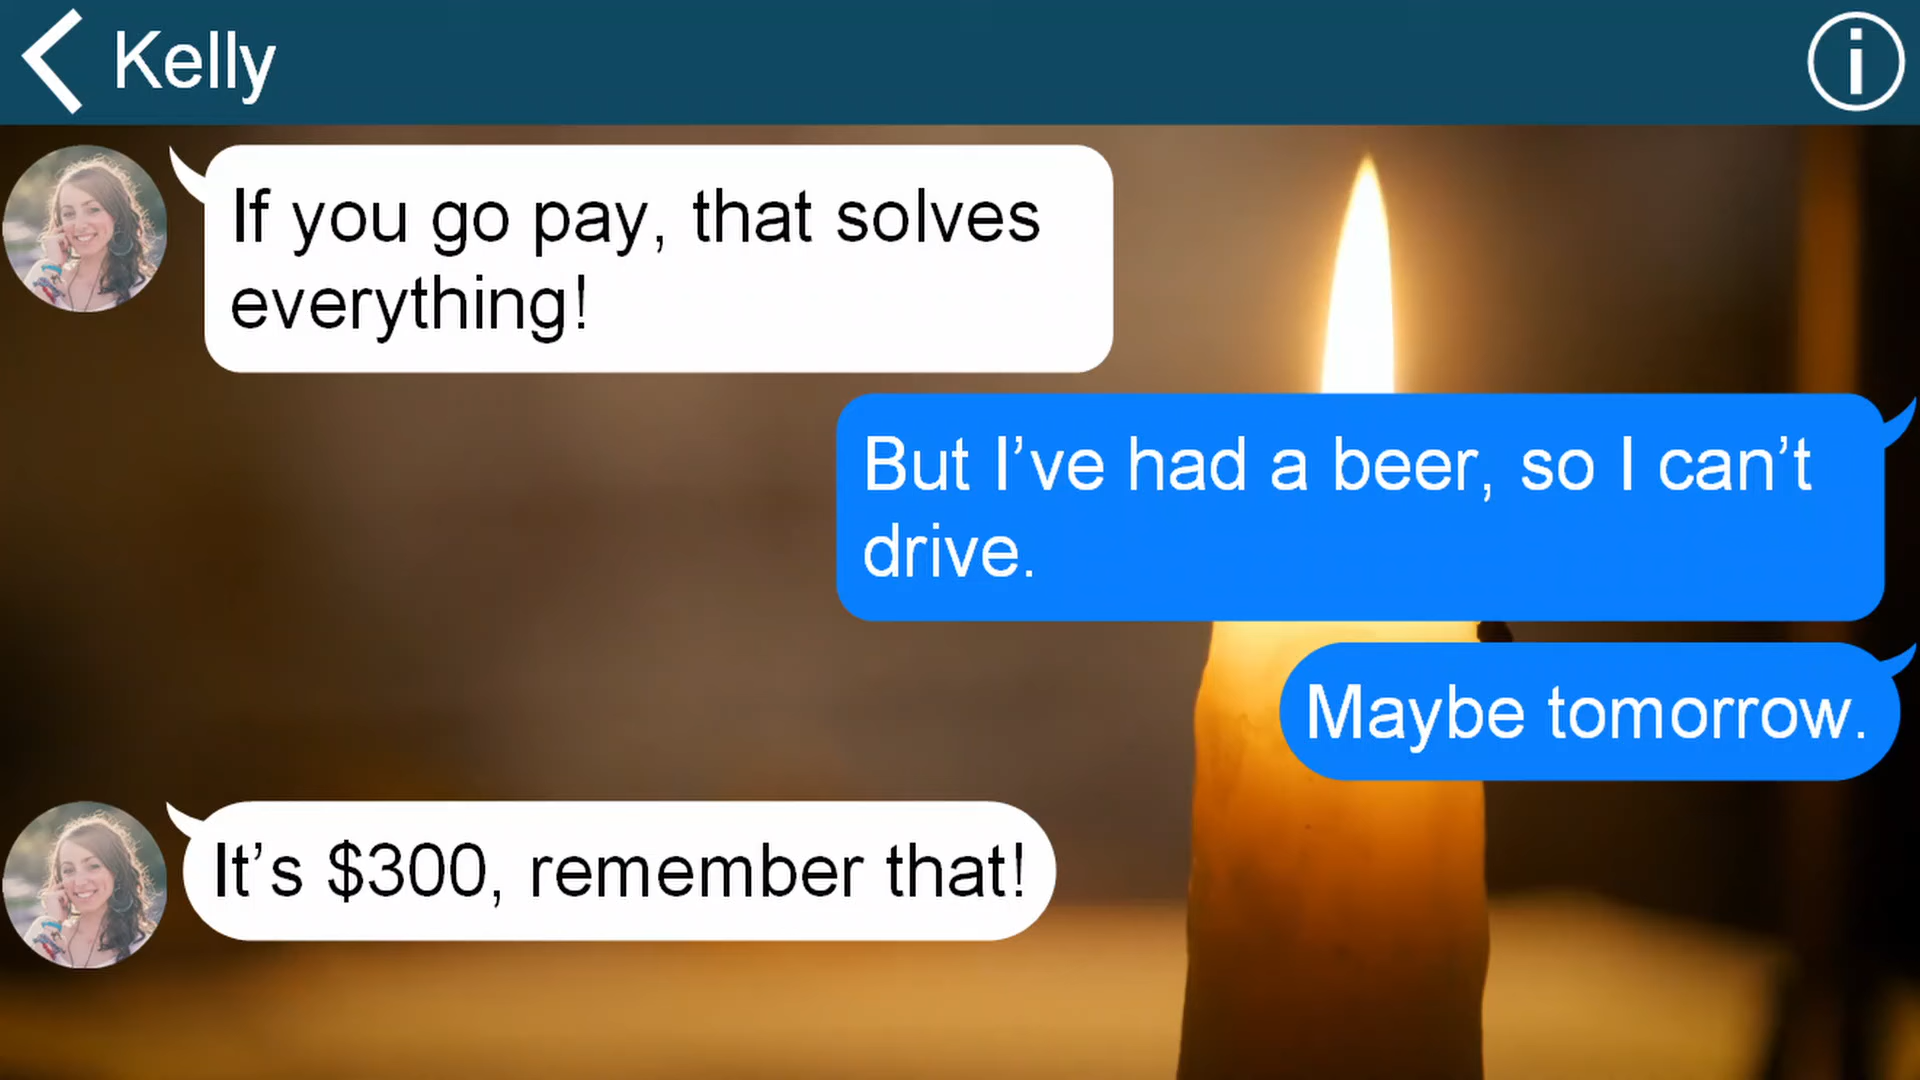 Kelly
If you go pay, that solves
everything!
But I’ve had a beer, so I can’t
drive.
Maybe tomorrow.
It’s $300, remember that!